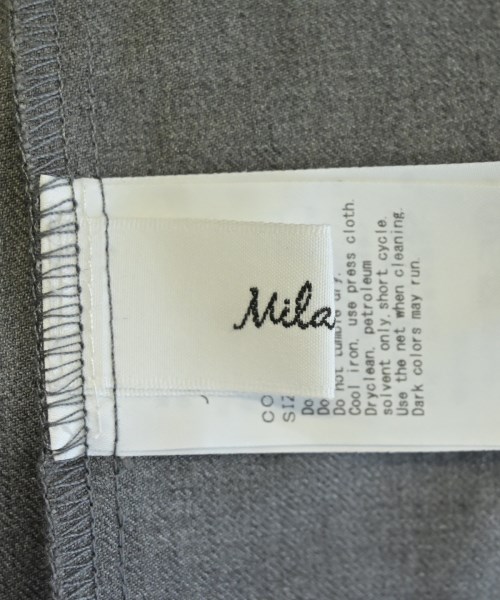 Mila
CO
SIZ
Do
Do
Do not tumble dry.
Cool iron, use press cloth.
Dryclean, petroleum
solvent only, short cycle.
Use the net when cleaning.
Dark colors may run.